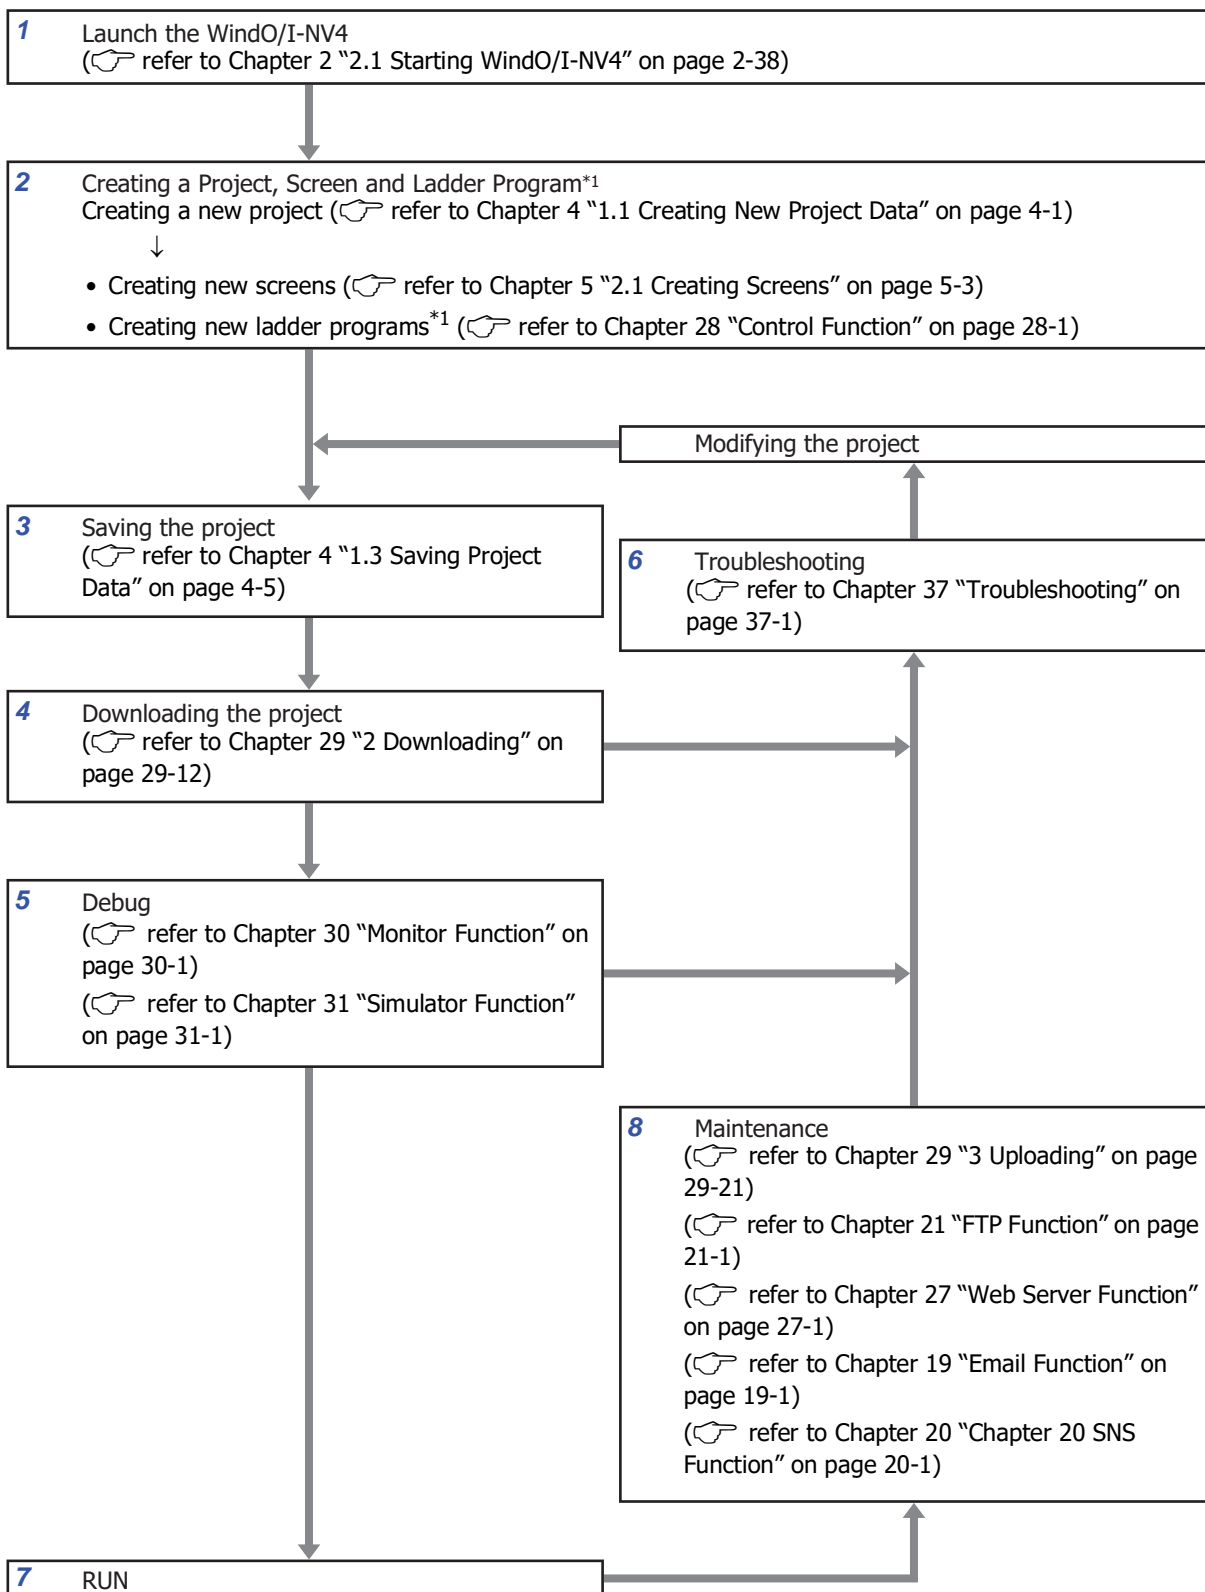 1 Launch the WindO/I-NV4
(☞ refer to Chapter 2 “2.1 Starting WindO/I-NV4” on page 2-38)
2 Creating a Project, Screen and Ladder Program*1
Creating a new project (☞ refer to Chapter 4 “1.1 Creating New Project Data” on page 4-1)
↓
• Creating new screens (☞ refer to Chapter 5 “2.1 Creating Screens” on page 5-3)
• Creating new ladder programs*1 (☞ refer to Chapter 28 “Control Function” on page 28-1)
Modifying the project
3 Saving the project
(☞ refer to Chapter 4 “1.3 Saving Project
Data” on page 4-5)
6 Troubleshooting
(☞ refer to Chapter 37 “Troubleshooting” on
page 37-1)
4 Downloading the project
(☞ refer to Chapter 29 “2 Downloading” on
page 29-12)
5 Debug
(☞ refer to Chapter 30 “Monitor Function” on
page 30-1)
(☞ refer to Chapter 31 “Simulator Function”
on page 31-1)
8 Maintenance
(☞ refer to Chapter 29 “3 Uploading” on page
29-21)
(☞ refer to Chapter 21 “FTP Function” on page
21-1)
(☞ refer to Chapter 27 “Web Server Function”
on page 27-1)
(☞ refer to Chapter 19 “Email Function” on
page 19-1)
(☞ refer to Chapter 20 “Chapter 20 SNS
Function” on page 20-1)
7 RUN